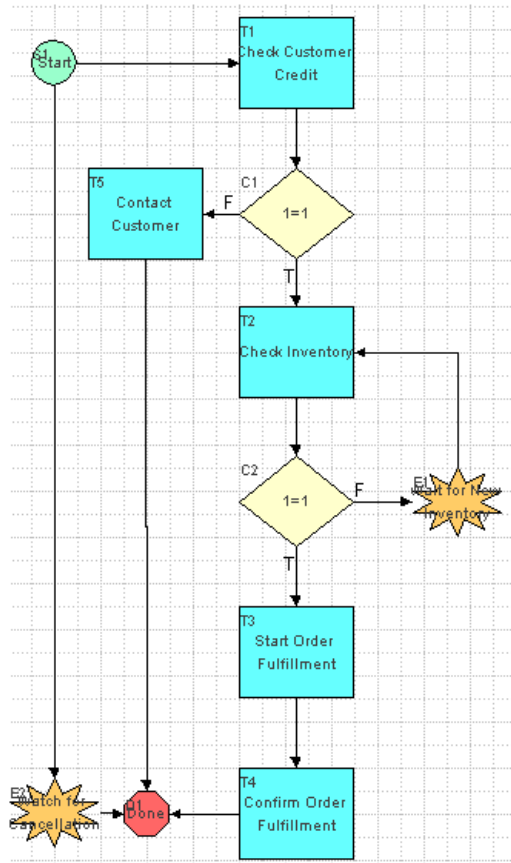 T1
Check Customer
Credit
S1
Start
T5
Contact
Customer
F
C1
1=1
T
T2
Check Inventory
C2
1=1
F
E1
Wait for New
Inventory
T
T3
Start Order
Fulfillment
E2
Watch for
Cancellation
D1
Done
T4
Confirm Order
Fulfillment